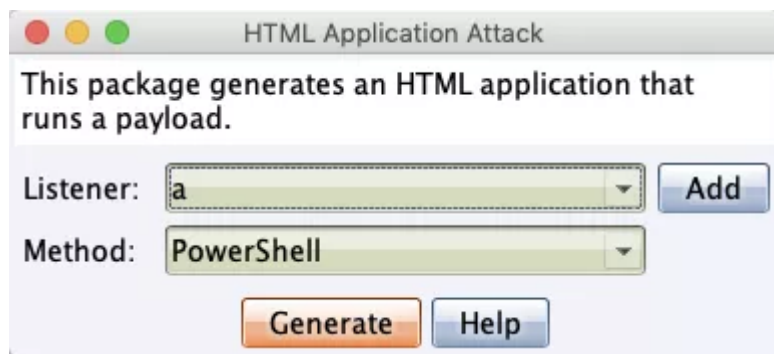 HTML Application Attack
This package generates an HTML application that
runs a payload.
Listener: a Add
Method: PowerShell
Generate Help